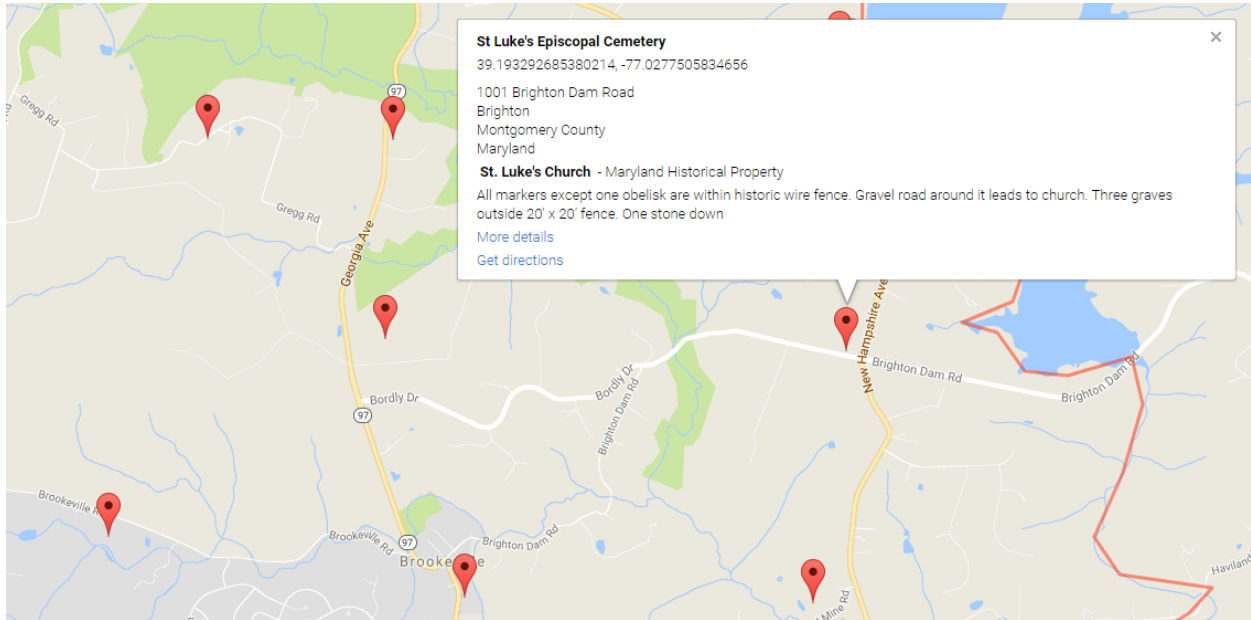 St Luke's Episcopal Cemetery
×
39.193292685380214, -77.0277505834656
1001 Brighton Dam Road
Brighton
Montgomery County
Maryland
St. Luke's Church - Maryland Historical Property
All markers except one obelisk are within historic wire fence. Gravel road around it leads to church. Three graves
outside 20' x 20' fence. One stone down
More details
Get directions
97
Gregg Rd
Rd
Gregg Rd
Georgia Ave
New Hampshire Ave
Brighton Dam Rd
Brighton Dam Rd
Bordly Dr
Bordly Dr
Brighton Dam Rd
97
Brookeville
Brookeville Rd
97
Brighton Dam Rd
Mine Rd
Haviland